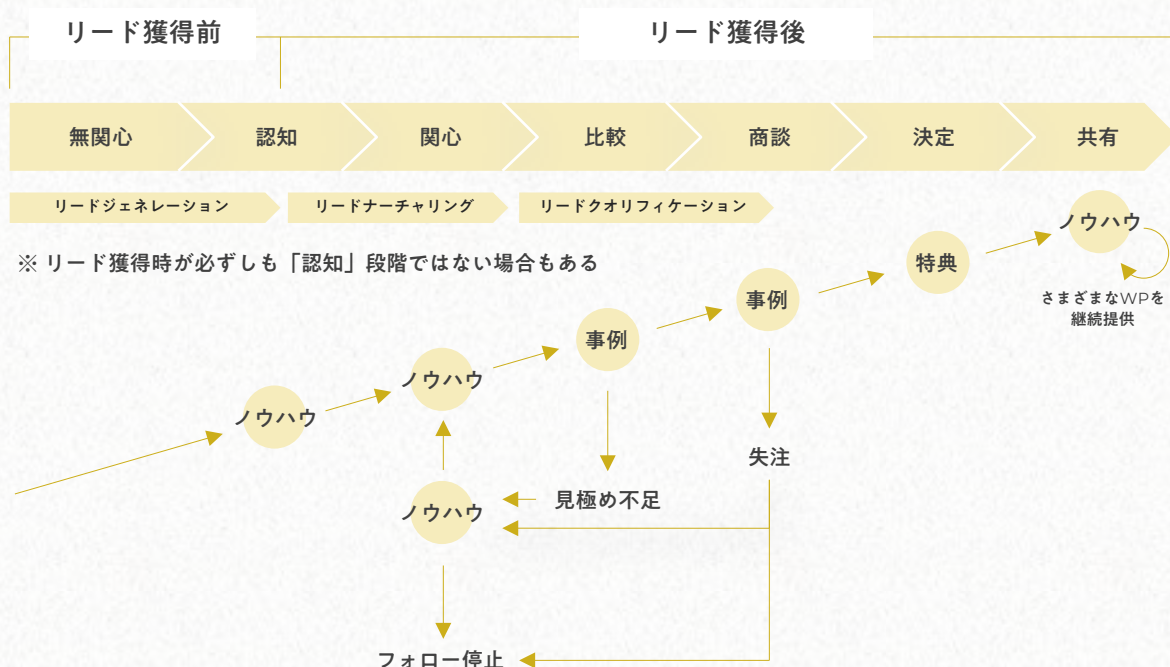 リード獲得前
リード獲得後
無関心
認知
関心
比較
商談
決定
共有
リードジェネレーション
リードナーチャリング
リードクオリフィケーション
※ リード獲得時が必ずしも「認知」段階ではない場合もある
ノウハウ
特典
さまざまなWPを
継続提供
事例
事例
ノウハウ
ノウハウ
失注
見極め不足
ノウハウ
フォロー停止